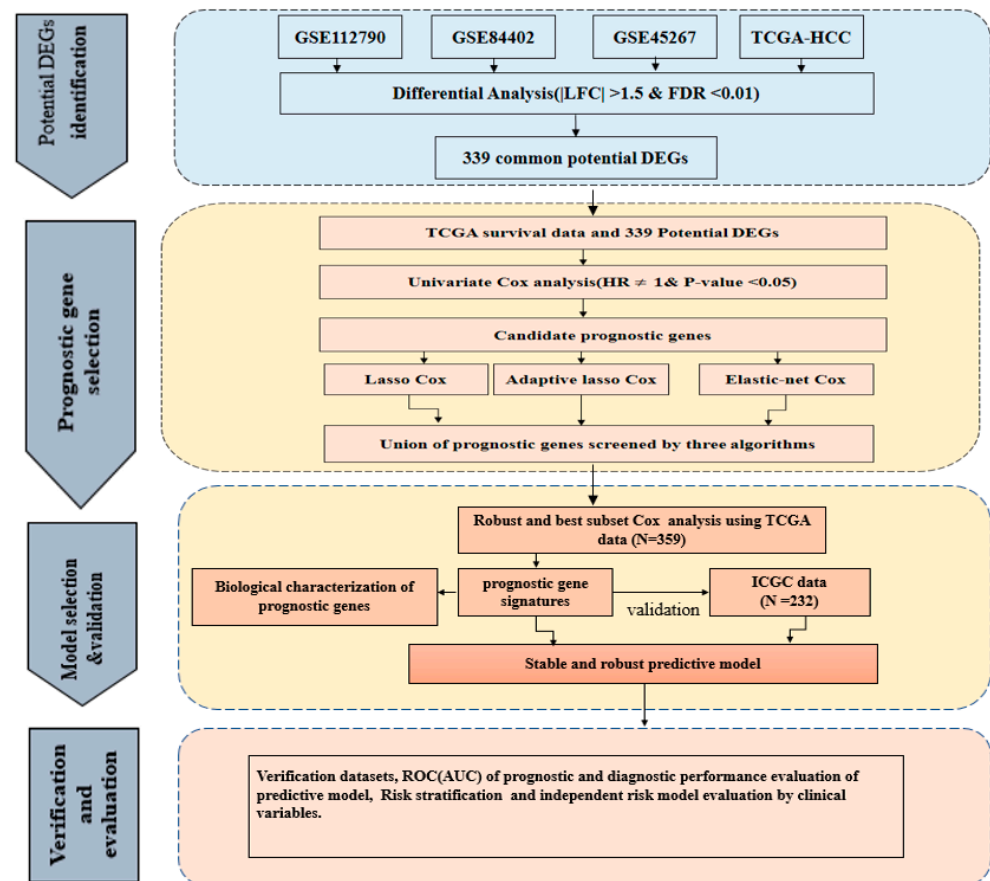 Potential DEGs
identification
GSE112790
GSE84402
GSE45267
TCGA-HCC
Differential Analysis(|LFC| >1.5 & FDR <0.01)
339 common potential DEGs
Prognostic gene
selection
TCGA survival data and 339 Potential DEGs
Univariate Cox analysis(HR ≠ 1& P-value <0.05)
Candidate prognostic genes
Lasso Cox
Adaptive lasso Cox
Elastic-net Cox
Union of prognostic genes screened by three algorithms
Model selection
&validation
Robust and best subset Cox analysis using TCGA
data (N=359)
Biological characterization of
prognostic genes
prognostic gene
signatures
validation
ICGC data
(N =232)
Stable and robust predictive model
Verification
and
evaluation
Verification datasets, ROC(AUC) of prognostic and diagnostic performance evaluation of
predictive model, Risk stratification and independent risk model evaluation by clinical
variables.